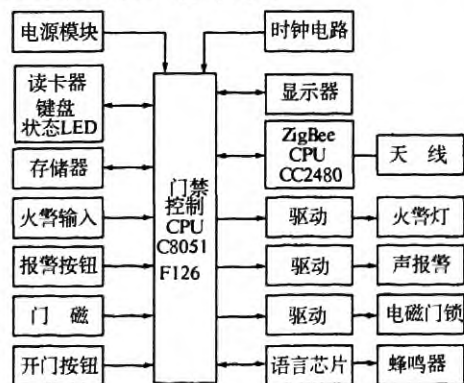 电源模块
时钟电路
读卡器
键盘
状态LED
显示器
ZigBee
CPU
CC2480
天 线
存储器
门禁
控制
CPU
C8051
F126
火警输入
驱动
火警灯
报警按钮
驱动
声报警
门 磁
驱动
电磁门锁
开门按钮
语言芯片
蜂鸣器